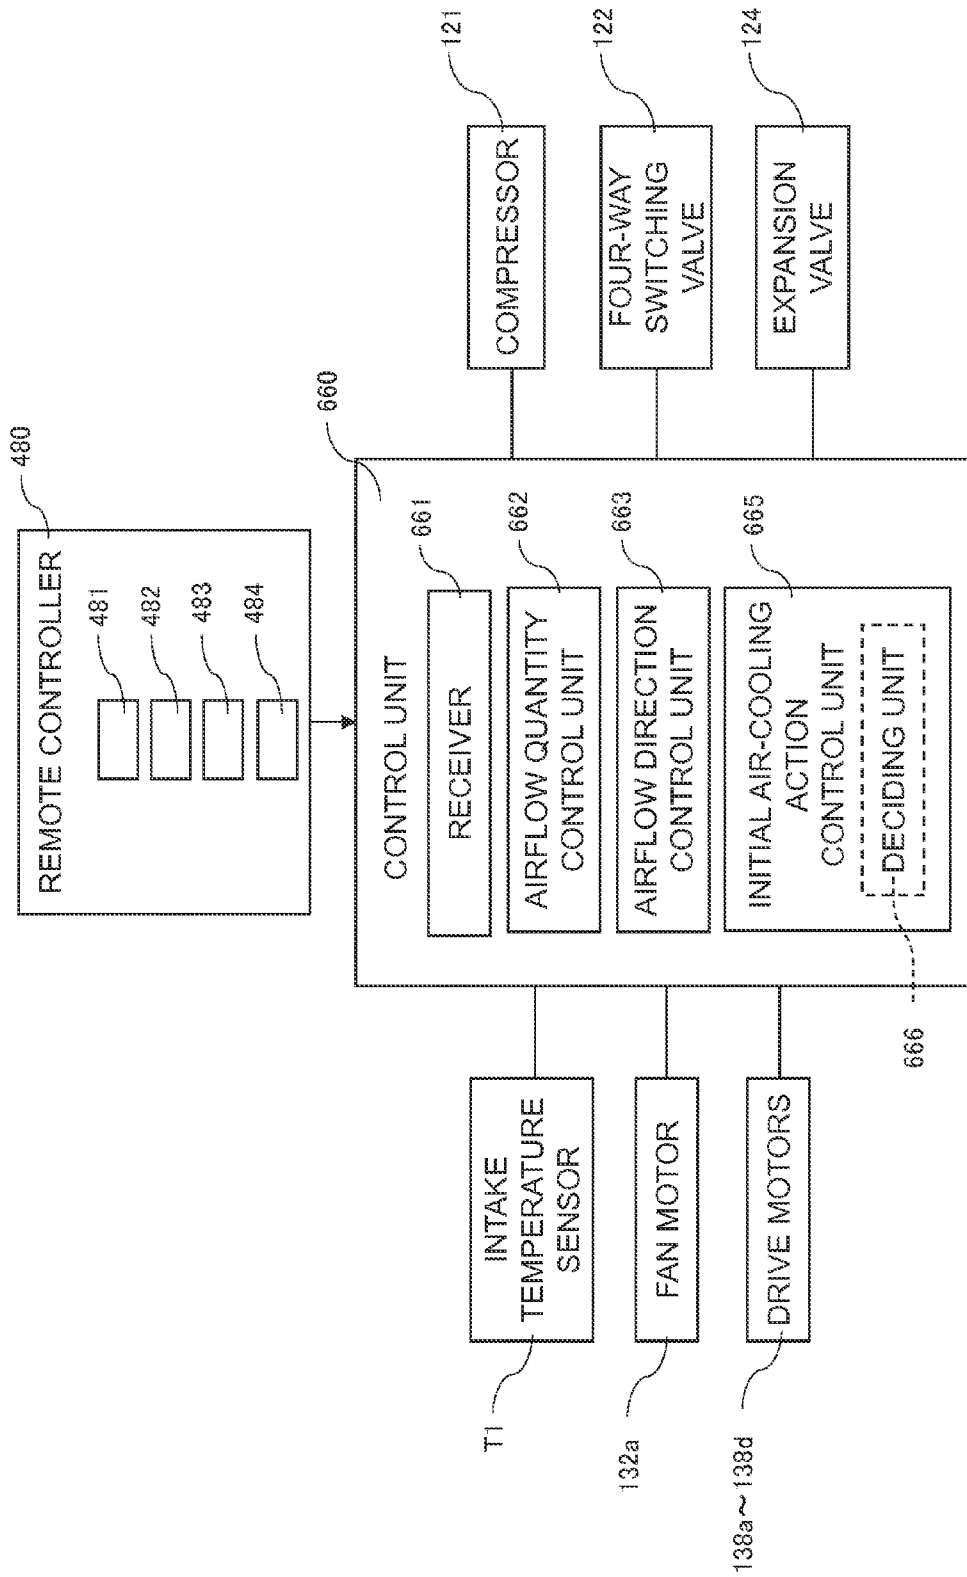 480
REMOTE CONTROLLER
481
482
483
484
660
CONTROL UNIT
661
RECEIVER
662
AIRFLOW QUANTITY
CONTROL UNIT
663
AIRFLOW DIRECTION
CONTROL UNIT
665
INITIAL AIR-COOLING
ACTION
CONTROL UNIT
DECIDING UNIT
666
INTAKE
TEMPERATURE
SENSOR
T1
FAN MOTOR
132a
DRIVE MOTORS
138a~138d
COMPRESSOR
121
FOUR-WAY
SWITCHING
VALVE
122
EXPANSION
VALVE
124